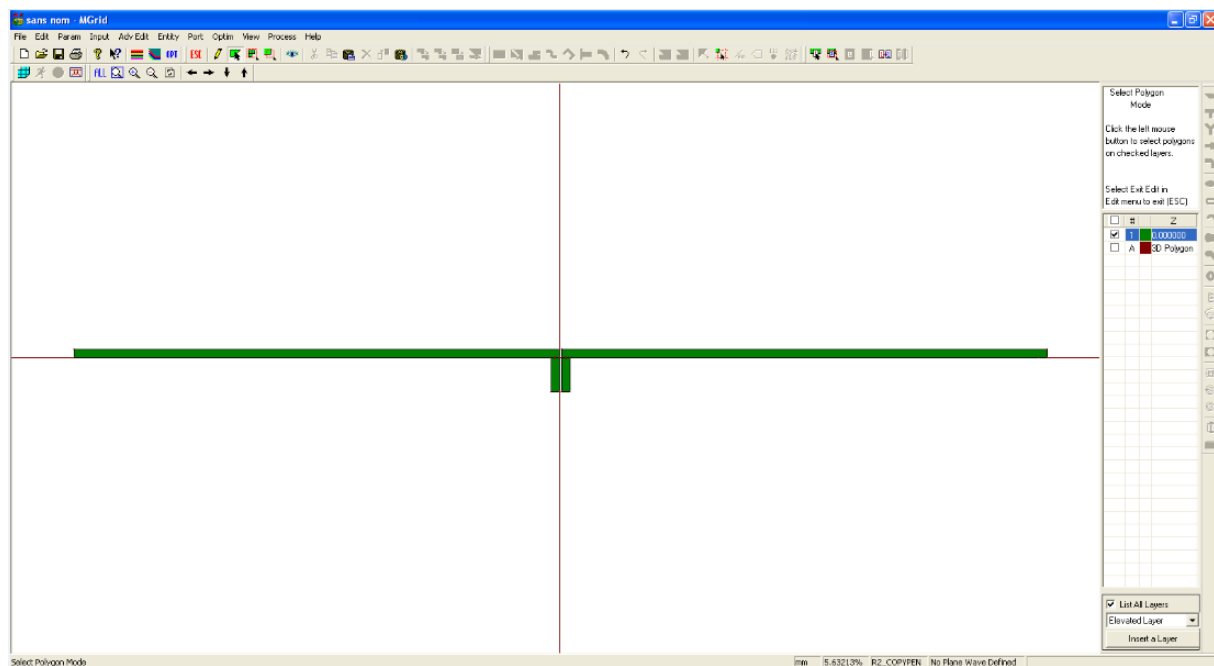 sans nom - MGrid
File Edit Param Input Adv Edit Entity Port Optim View Process Help
OPT ESC
ALL
Select Polygon
Mode
Click the left mouse
button to select polygons
on checked layers.
Select Exit Edit in
Edit menu to exit (ESC)
# Z
1 0.000000
A 3D Polygon
List All Layers
Elevated Layer
Insert a Layer
Select Polygon Mode mm 5.63213% R2_COPYPEN No Plane Wave Defined